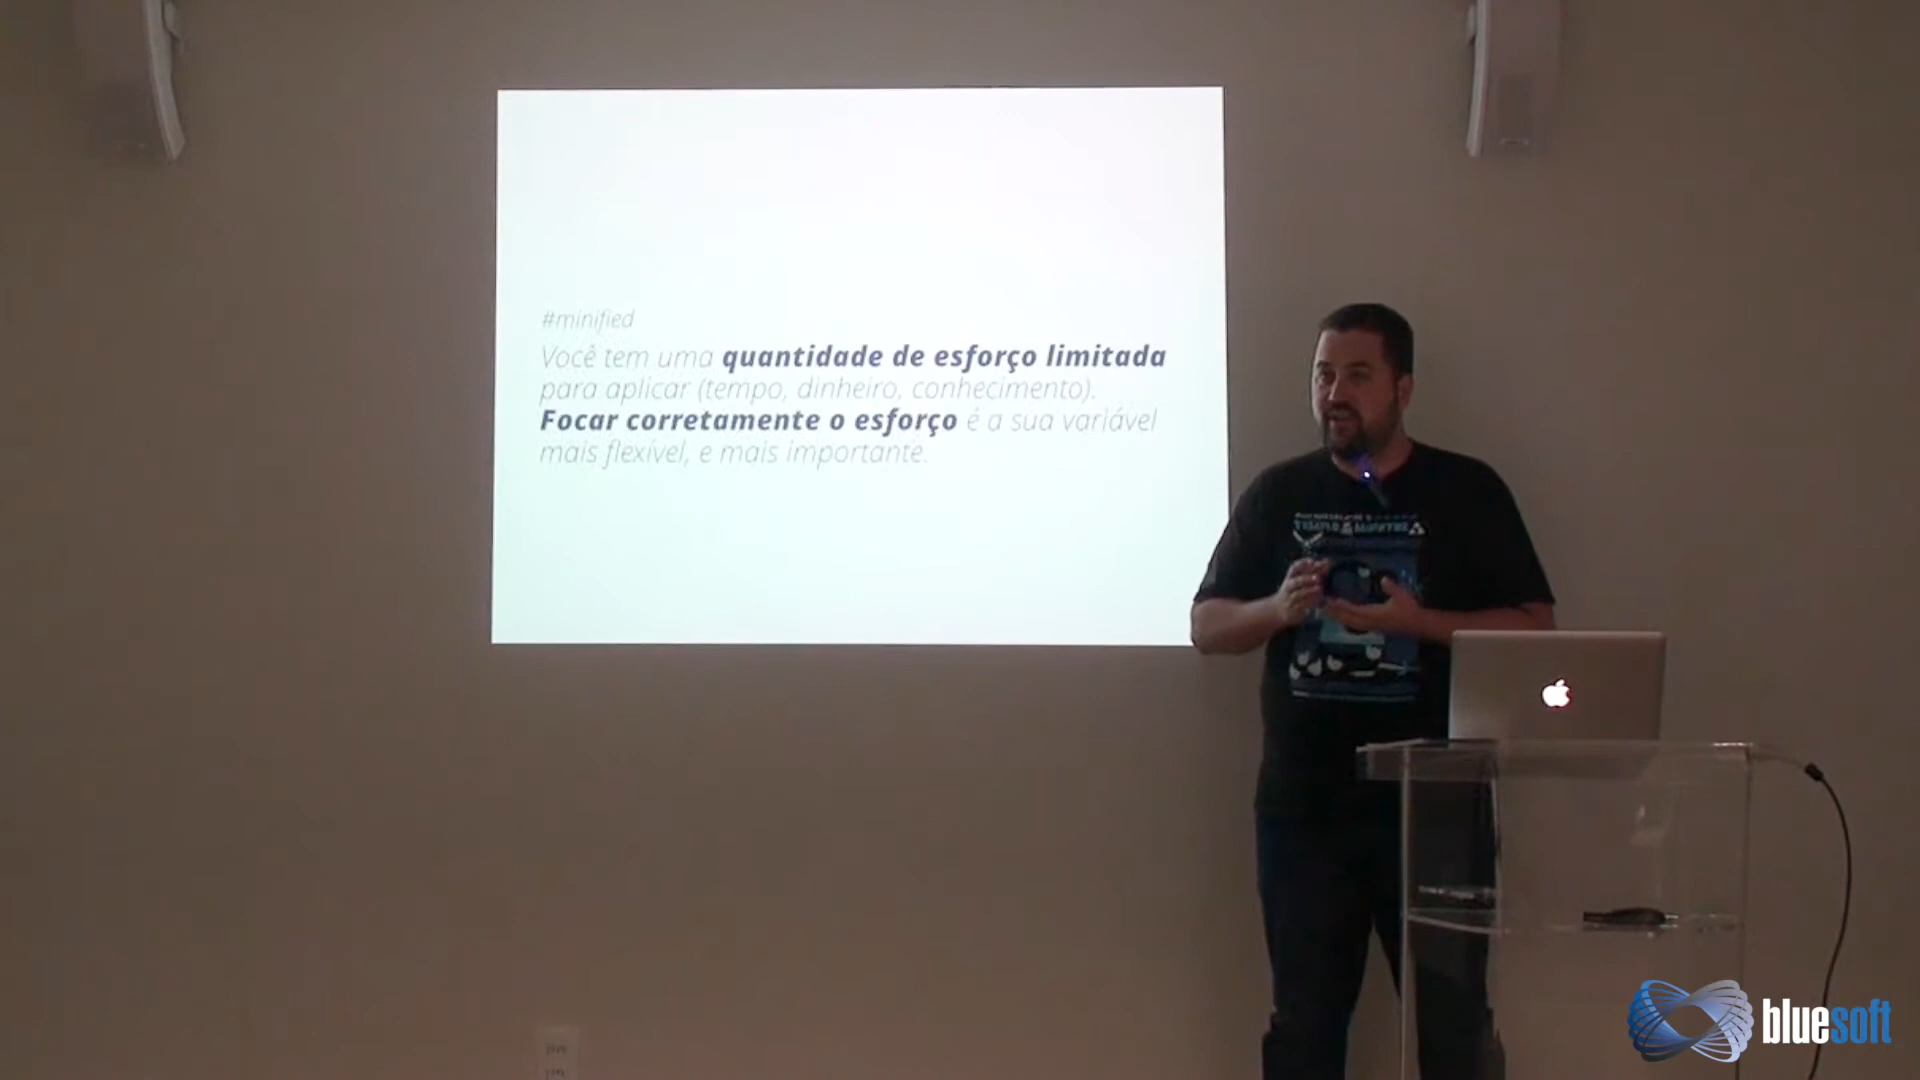 #minified
Você tem uma quantidade de esforço limitada
para aplicar (tempo, dinheiro, conhecimento).
Focar corretamente o esforço é a sua variável
mais flexível, e mais importante.
bluesoft